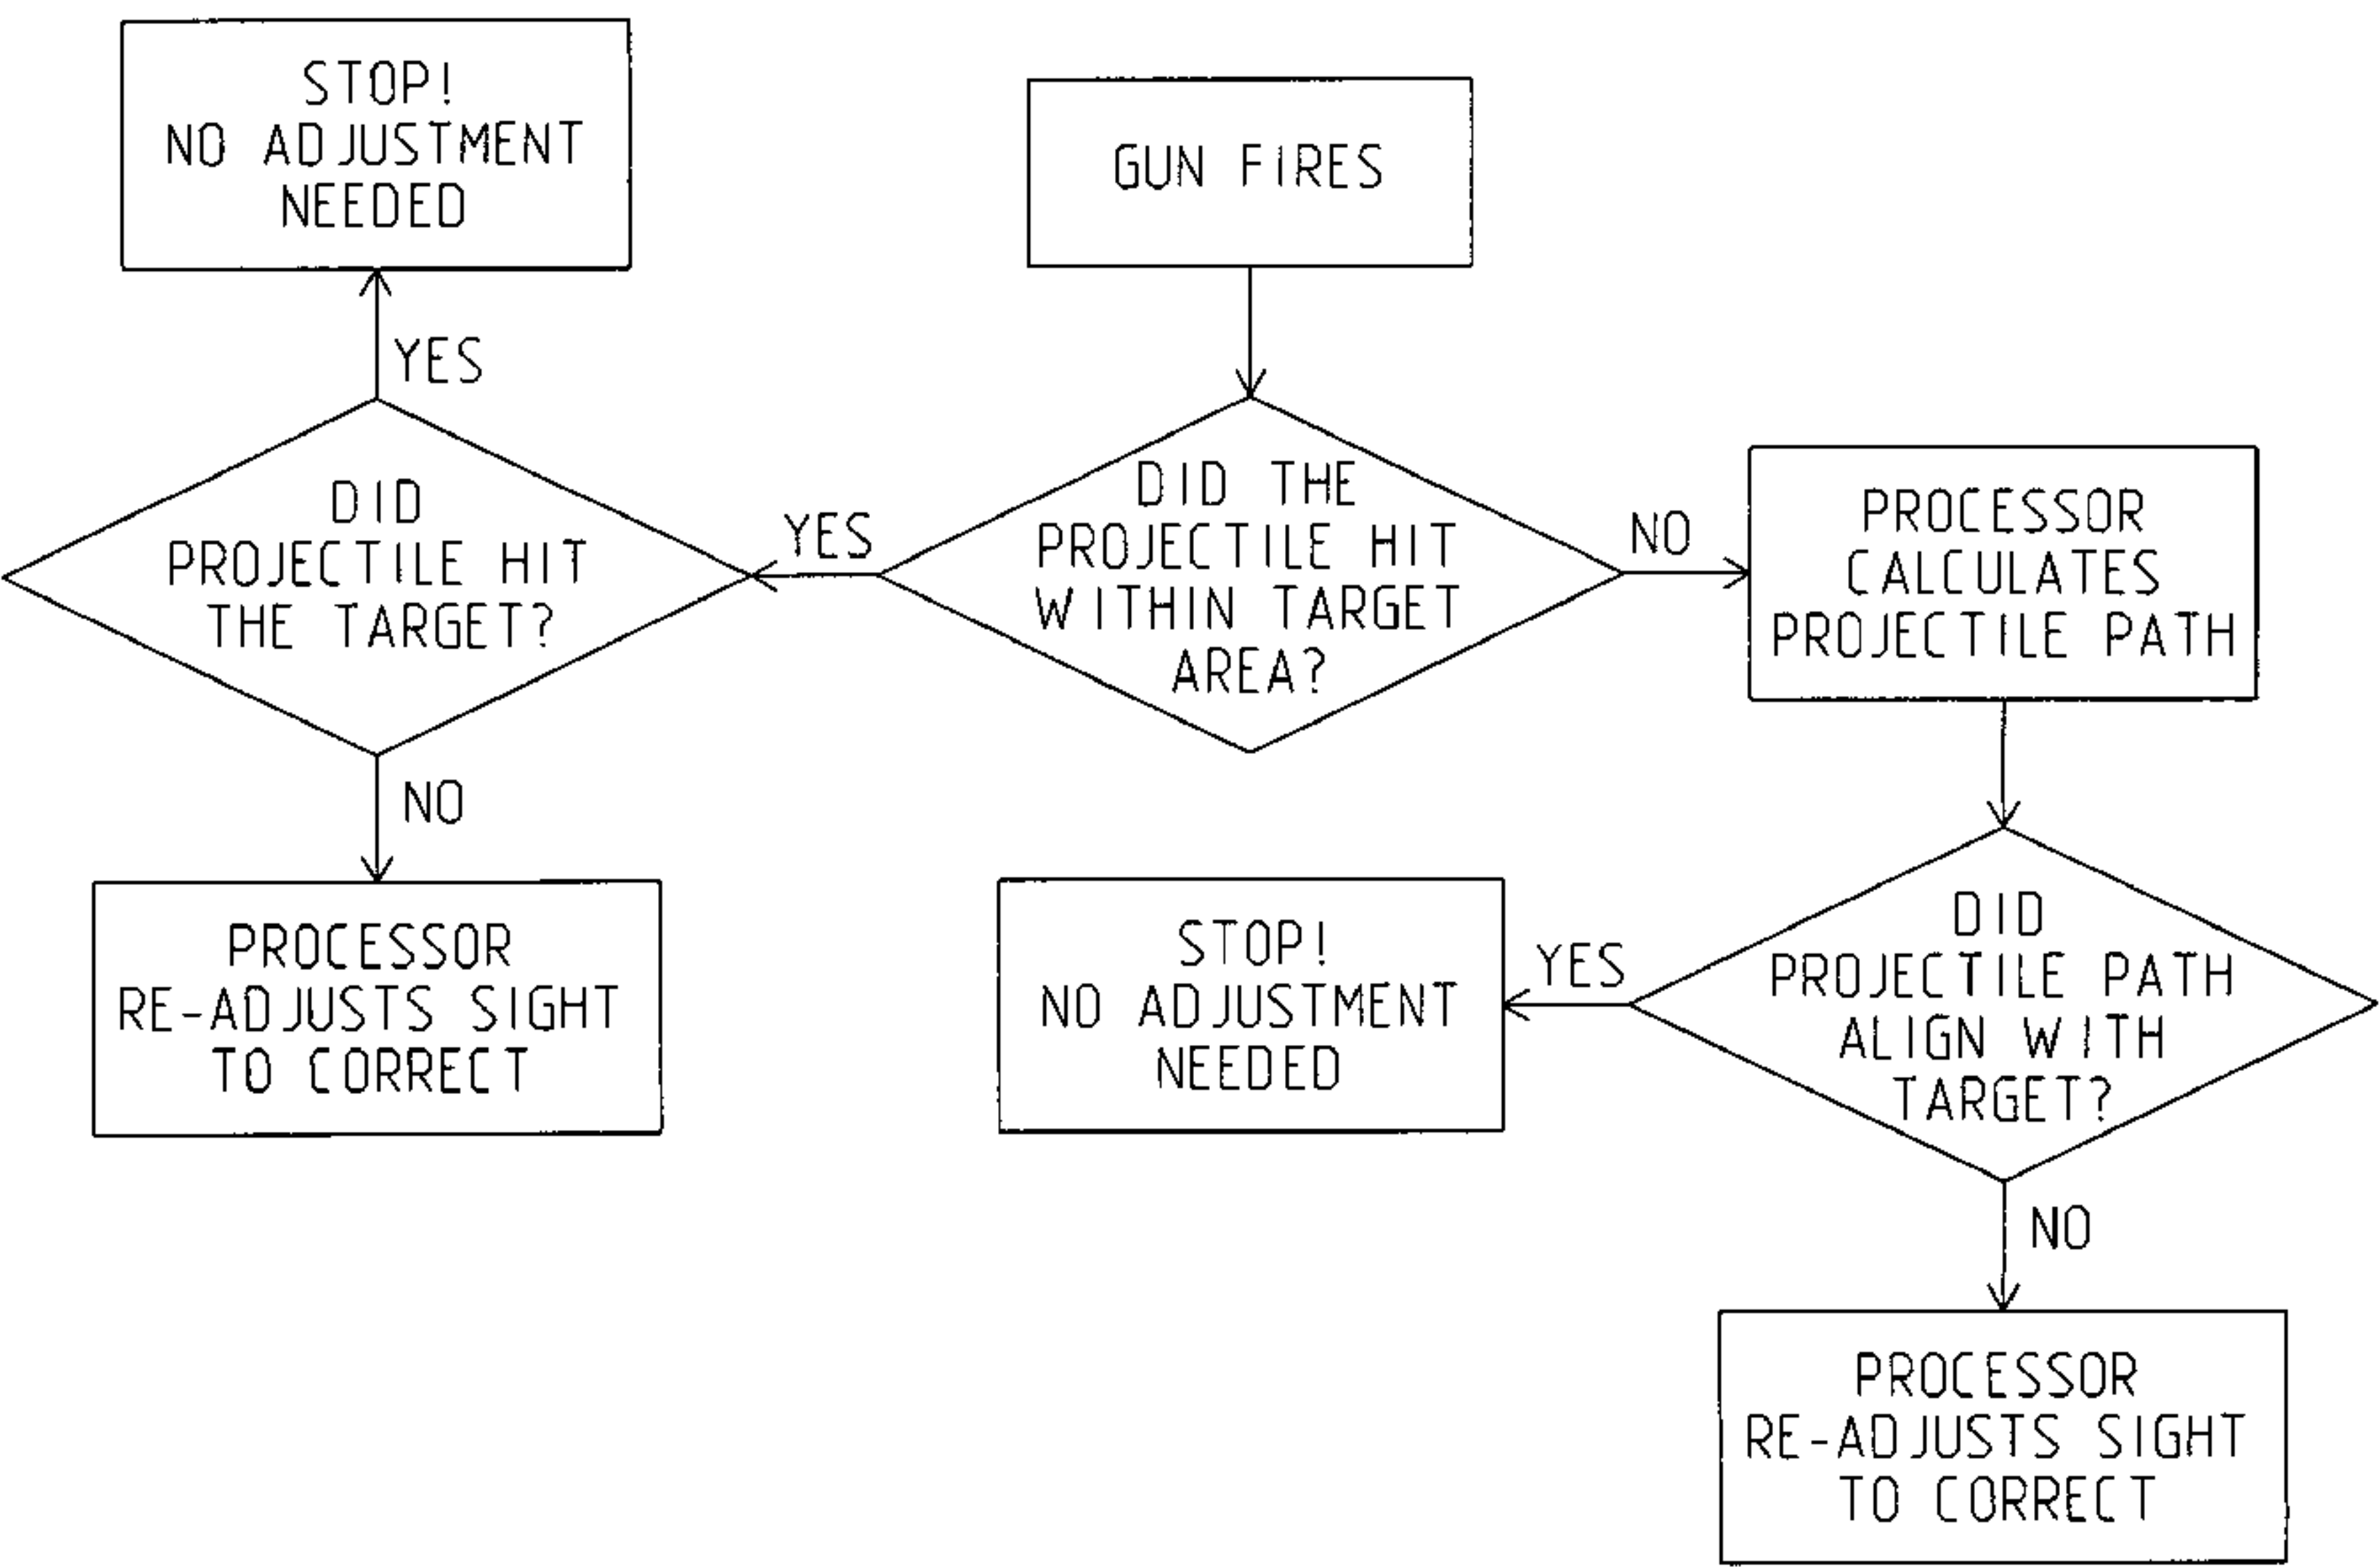 STOP!
NO ADJUSTMENT
NEEDED
GUN FIRES
YES
DID
PROJECTILE HIT
THE TARGET?
YES
DID THE
PROJECTILE HIT
WITHIN TARGET
AREA?
NO
PROCESSOR
CALCULATES
PROJECTILE PATH
NO
PROCESSOR
RE-ADJUSTS SIGHT
TO CORRECT
STOP!
NO ADJUSTMENT
NEEDED
YES
DID
PROJECTILE PATH
ALIGN WITH
TARGET?
NO
PROCESSOR
RE-ADJUSTS SIGHT
TO CORRECT